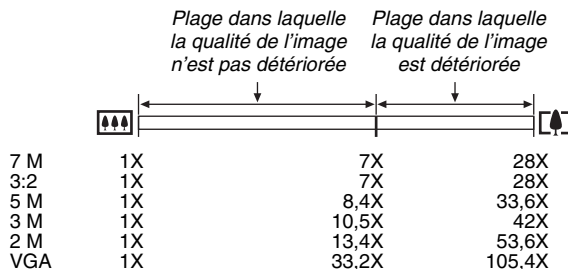 Plage dans laquelle la qualité de l'image n'est pas détériorée
Plage dans laquelle la qualité de l'image est détériorée
7 M 1X 7X 28X
3:2 1X 7X 28X
5 M 1X 8,4X 33,6X
3 M 1X 10,5X 42X
2 M 1X 13,4X 53,6X
VGA 1X 33,2X 105,4X